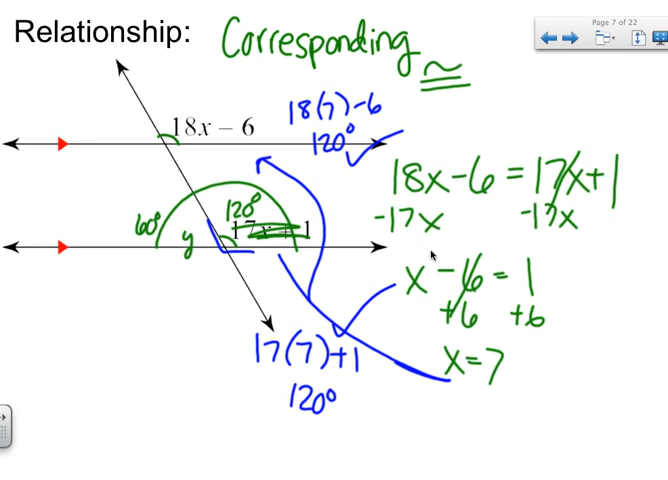 Relationship: Corresponding ≅
Page 7 of 22
18x – 6
18(7)-6
120°
18x-6=17x+1
-17x -17x
120°
60°
y
17x + 1
x-6=1
+6 +6
17(7)+1
120°
x=7